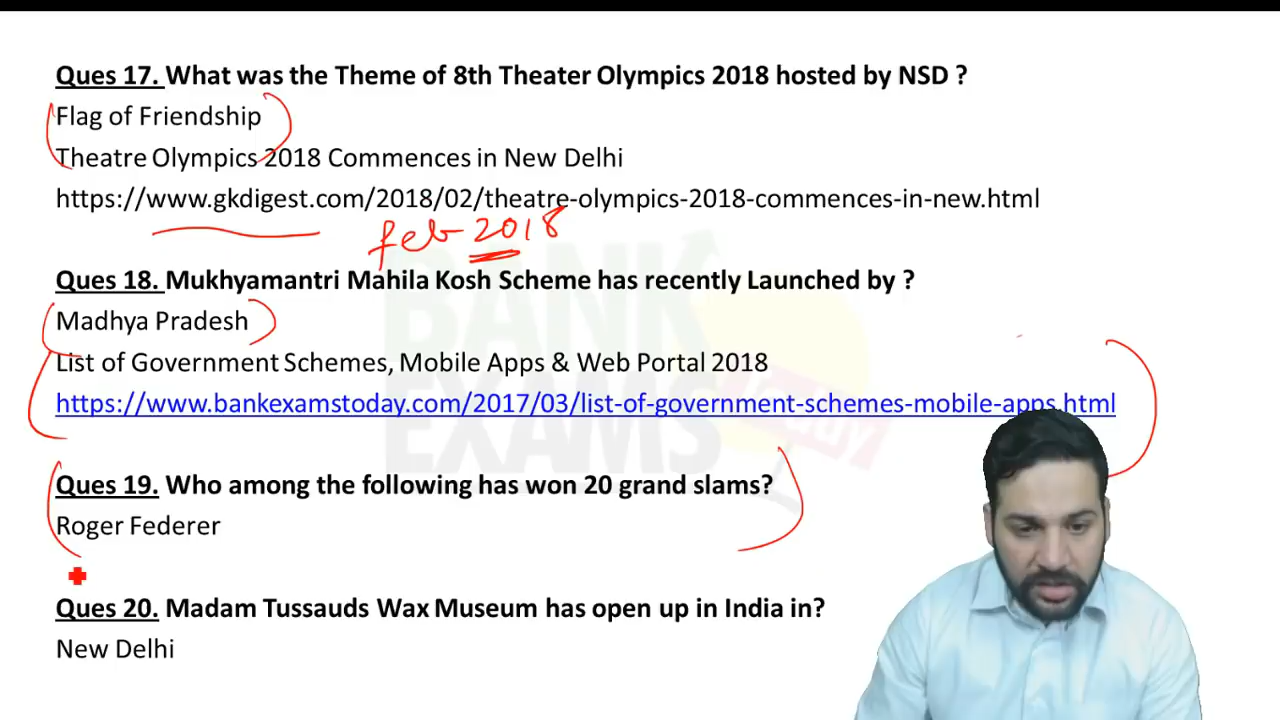 Ques 17. What was the Theme of 8th Theater Olympics 2018 hosted by NSD ?
Flag of Friendship
Theatre Olympics 2018 Commences in New Delhi
https://www.gkdigest.com/2018/02/theatre-olympics-2018-commences-in-new.html
feb 2018
Ques 18. Mukhyamantri Mahila Kosh Scheme has recently Launched by ?
Madhya Pradesh
List of Government Schemes, Mobile Apps & Web Portal 2018
https://www.bankexamstoday.com/2017/03/list-of-government-schemes-mobile-apps.html
BANK
EXAMS
Today
Ques 19. Who among the following has won 20 grand slams?
Roger Federer
Ques 20. Madam Tussauds Wax Museum has open up in India in?
New Delhi